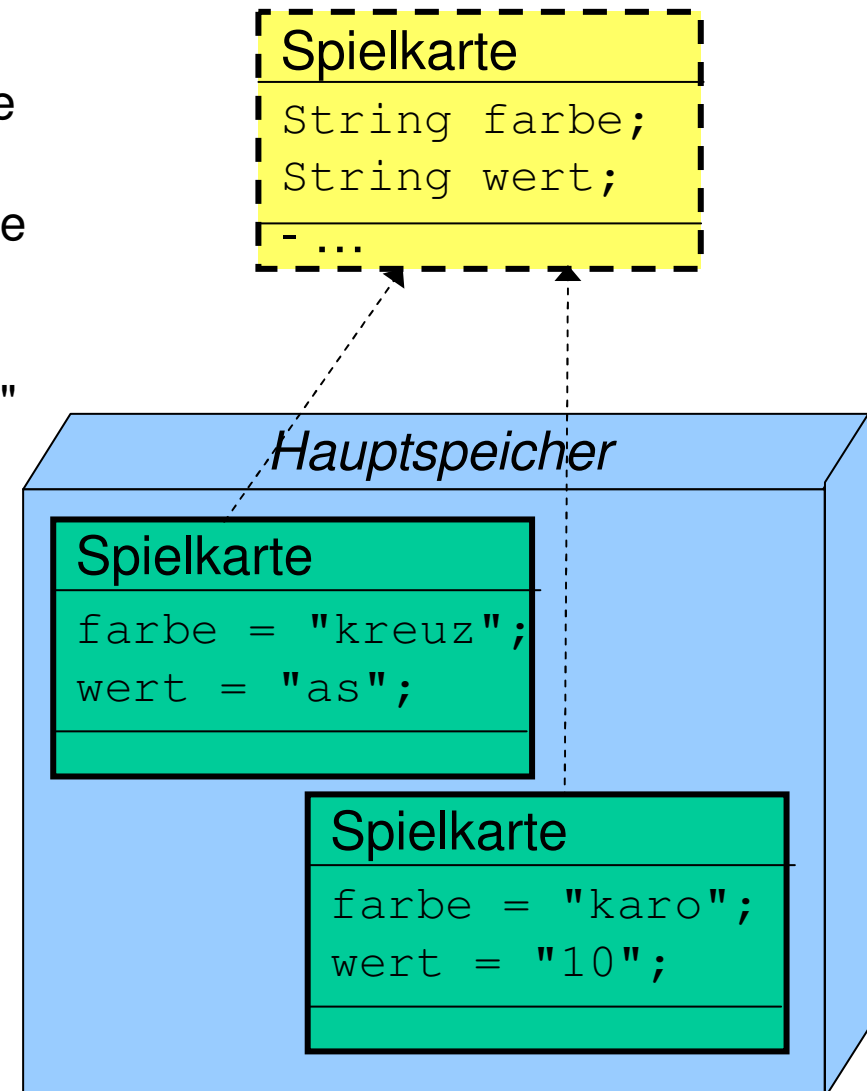 Spielkarte
e
String farbe;
String wert;
e
- ...
"
Hauptspeicher
Spielkarte
farbe = "kreuz";
wert = "as";
Spielkarte
farbe = "karo";
wert = "10";